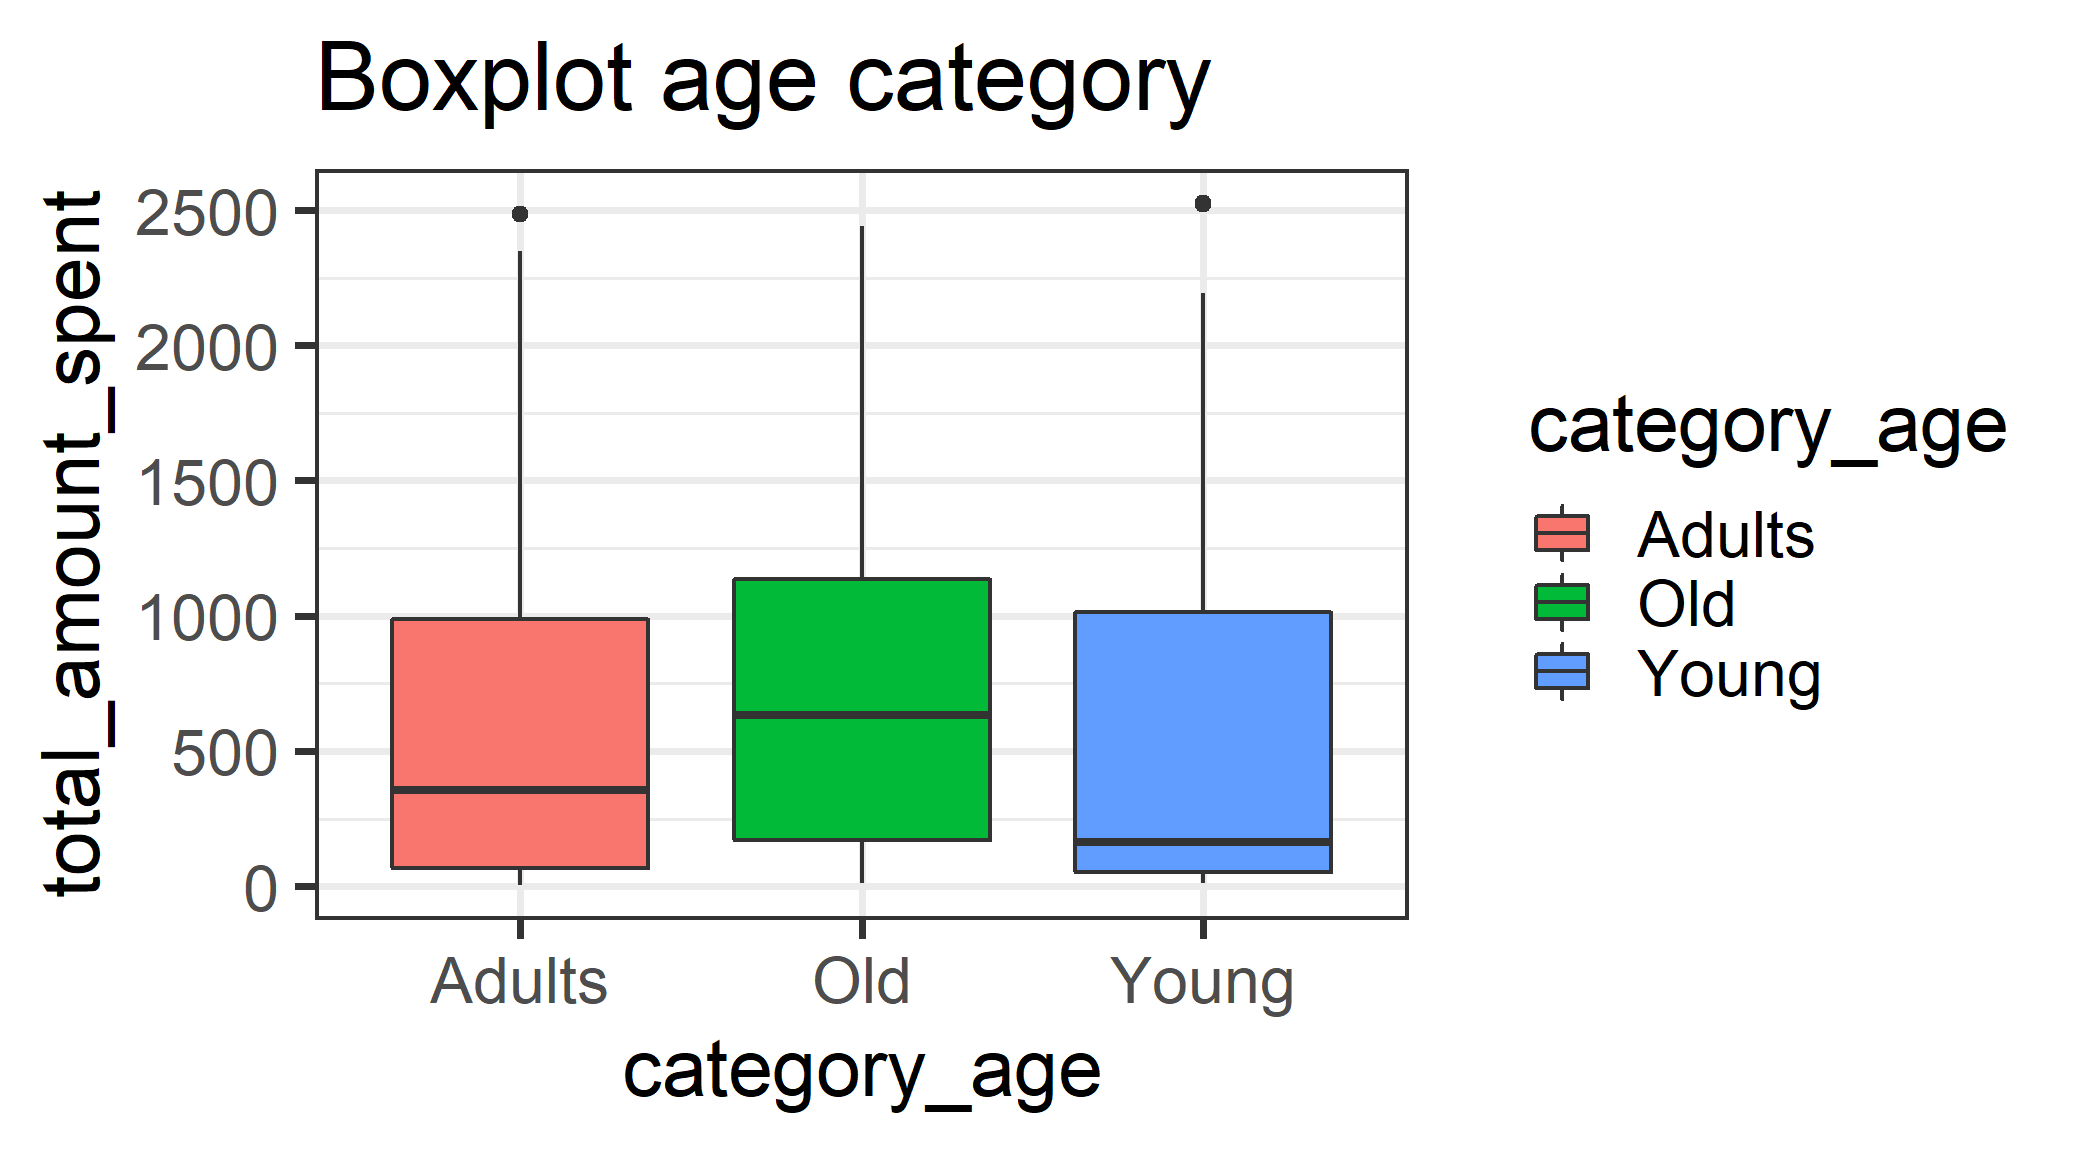 Boxplot age category
total_amount_spent
2500
2000
1500
1000
500
0
Adults Old Young
category_age
category_age
Adults
Old
Young